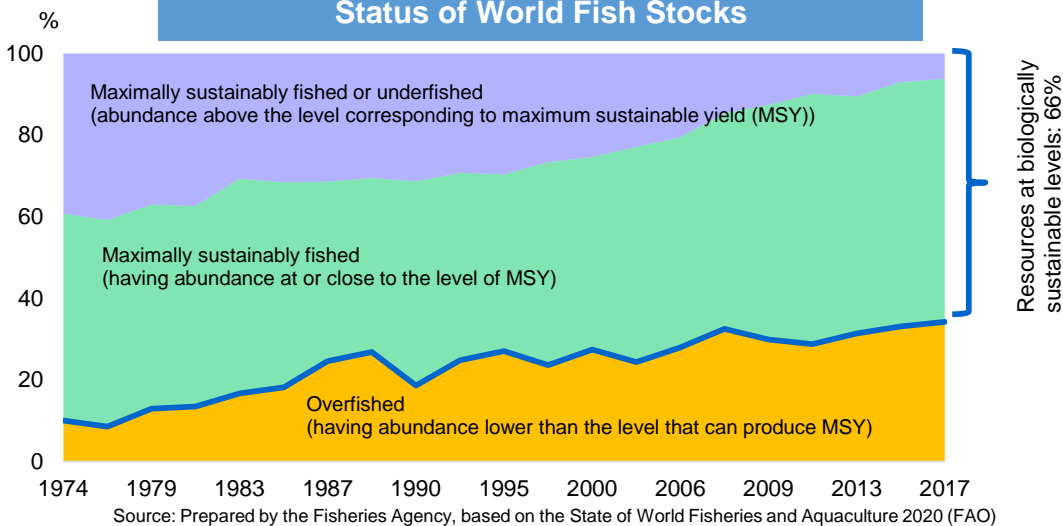 Status of World Fish Stocks
%
100
80
60
40
20
0
Maximally sustainably fished or underfished
(abundance above the level corresponding to maximum sustainable yield (MSY))
Maximally sustainably fished
(having abundance at or close to the level of MSY)
Overfished
(having abundance lower than the level that can produce MSY)
Resources at biologically
sustainable levels: 66%
1974 1979 1983 1987 1990 1995 2000 2006 2009 2013 2017
Source: Prepared by the Fisheries Agency, based on the State of World Fisheries and Aquaculture 2020 (FAO)